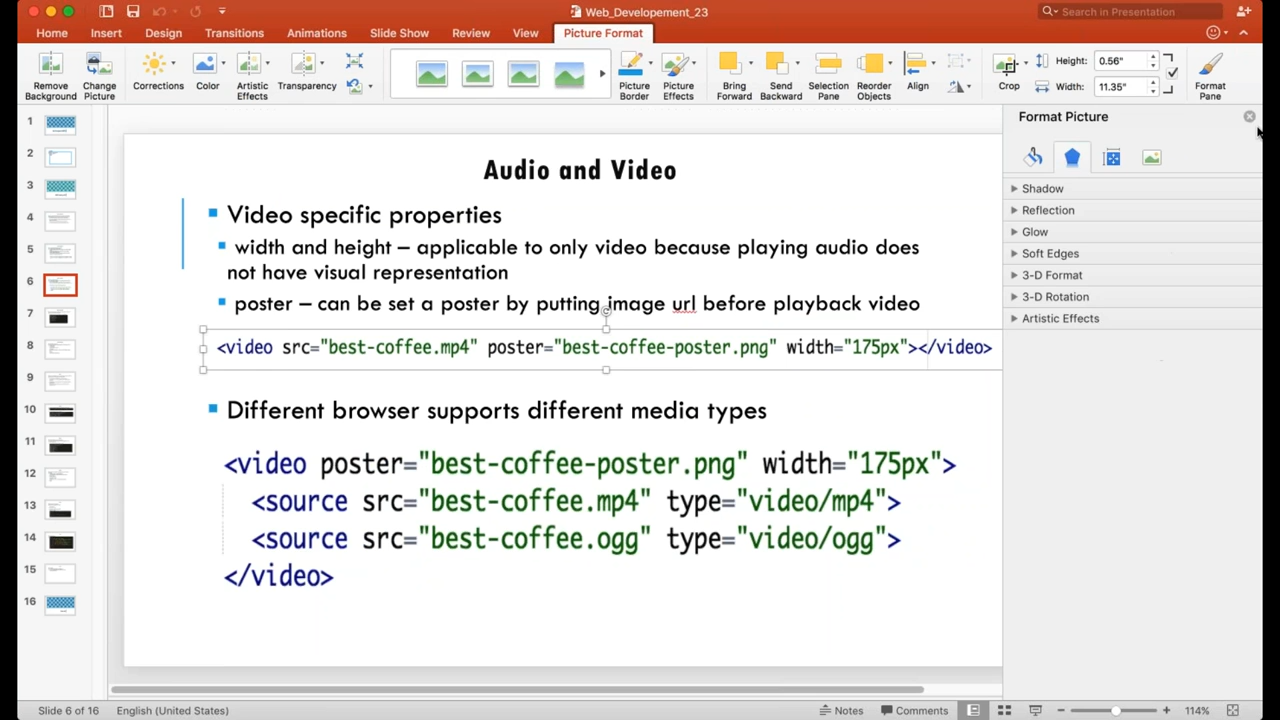 Web_Developement_23
Search in Presentation
Home Insert Design Transitions Animations Slide Show Review View Picture Format
Remove Background
Change Picture
Corrections
Color
Artistic Effects
Transparency
Picture Border
Picture Effects
Bring Forward
Send Backward
Selection Pane
Reorder Objects
Align
Crop
Height: 0.56"
Width: 11.35"
Format Pane
1
2
3
4
5
6
7
8
9
10
11
12
13
14
15
16
Audio and Video
Video specific properties
width and height – applicable to only video because playing audio does
not have visual representation
poster – can be set a poster by putting image url before playback video
<video src="best-coffee.mp4" poster="best-coffee-poster.png" width="175px"></video>
Different browser supports different media types
<video poster="best-coffee-poster.png" width="175px">
<source src="best-coffee.mp4" type="video/mp4">
<source src="best-coffee.ogg" type="video/ogg">
</video>
Format Picture
Shadow
Reflection
Glow
Soft Edges
3-D Format
3-D Rotation
Artistic Effects
Slide 6 of 16 English (United States) Notes Comments 114%